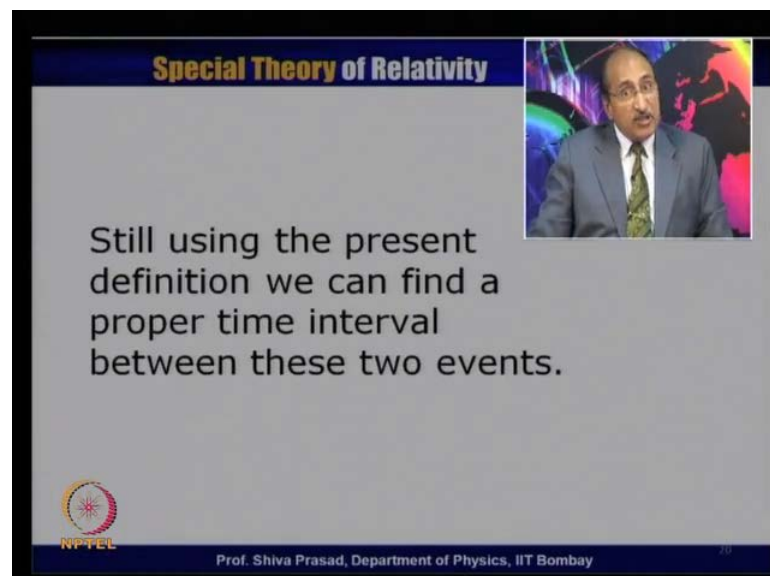 Special Theory of Relativity
Still using the present
definition we can find a
proper time interval
between these two events.
NPTEL
Prof. Shiva Prasad, Department of Physics, IIT Bombay
20